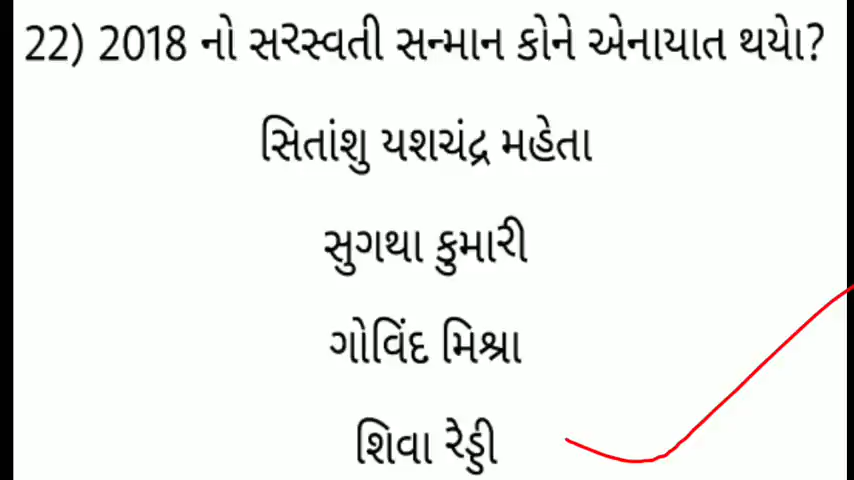 22) 2018 નો સરસ્વતી સન્માન કોને એનાયાત થયેા?
સિતાંશુ યશચંદ્ર મહેતા
સુગથા કુમારી
ગોવિંદ મિશ્રા
શિવા રેડ્ડી